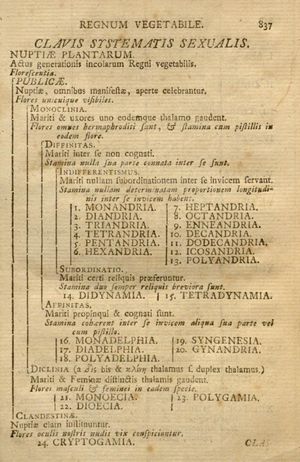 REGNUM VEGETABILE. 837
CLAVIS SYSTEMATIS SEXUALIS.
NUPTIÆ PLANTARUM.
Actus generationis incolarum Regni vegetabilis.
Florescentia.
PUBLICÆ.
Nuptiæ, omnibus manifestæ, aperte celebrantur.
Flores unicuique visibiles.
MONOCLINIA.
Mariti & uxores uno eodemque thalamo gaudent.
Flores omnes hermaphroditi sunt, & stamina cum pistillis in
eodem flore.
DIFFINITAS.
Mariti inter se non cognati.
Stamina nulla sua parte connata inter se sunt.
INDIFFERENTISMUS.
Mariti nullam subordinationem inter se invicem servant.
Stamina nullam determinatam proportionem longitudi-
nis inter se invicem habent.
1. MONANDRIA. 7. HEPTANDRIA.
2. DIANDRIA. 8. OCTANDRIA.
3. TRIANDRIA. 9. ENNEANDRIA.
4. TETRANDRIA. 10. DECANDRIA.
5. PENTANDRIA. 11. DODECANDRIA.
6. HEXANDRIA. 12. ICOSANDRIA.
13. POLYANDRIA.
SUBORDINATIO.
Mariti certi reliquis præferuntur.
Stamina duo semper reliquis breviora sunt.
14. DIDYNAMIA. 15. TETRADYNAMIA.
AFFINITAS.
Mariti propinqui & cognati sunt.
Stamina cohærent inter se invicem aliqua sua parte vel
cum pistillo.
16. MONADELPHIA. 19. SYNGENESIA.
17. DIADELPHIA. 20. GYNANDRIA.
18. POLYADELPHIA.
DICLINIA (a δις bis & κλινη thalamus s. duplex thalamus.)
Mariti & Feminæ distinctis thalamis gaudent.
Flores masculi & feminei in eadem specie.
21. MONOECIA. 23. POLYGAMIA.
22. DIOECIA.
CLANDESTINÆ.
Nuptiæ clam instituuntur.
Flores oculis nostris nudis vix conspiciuntur.
24. CRYPTOGAMIA. CLAS